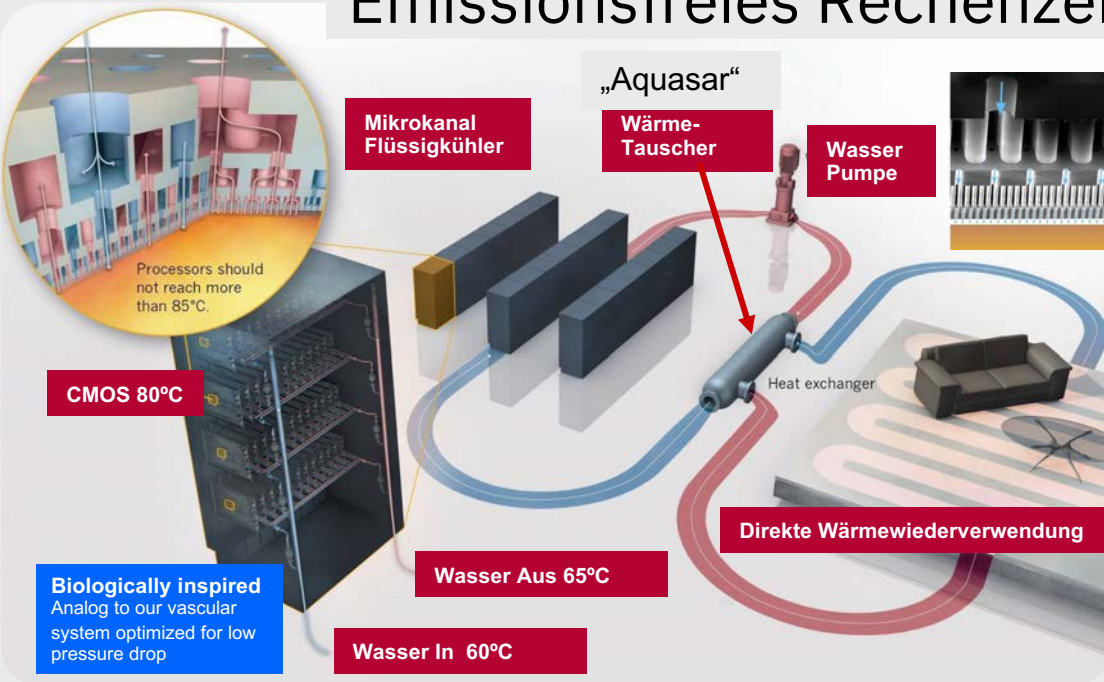 Emissionsfreies
„Aquasar“
Mikrokanal
Flüssigkühler
Wärme-
Tauscher
Wasser
Pumpe
Processors should
not reach more
than 85°C.
CMOS 80ºC
Heat exchanger
Direkte Wärmewiederverwendung
Wasser Aus 65ºC
Biologically inspired
Analog to our vascular
system optimized for low
pressure drop
Wasser In 60ºC